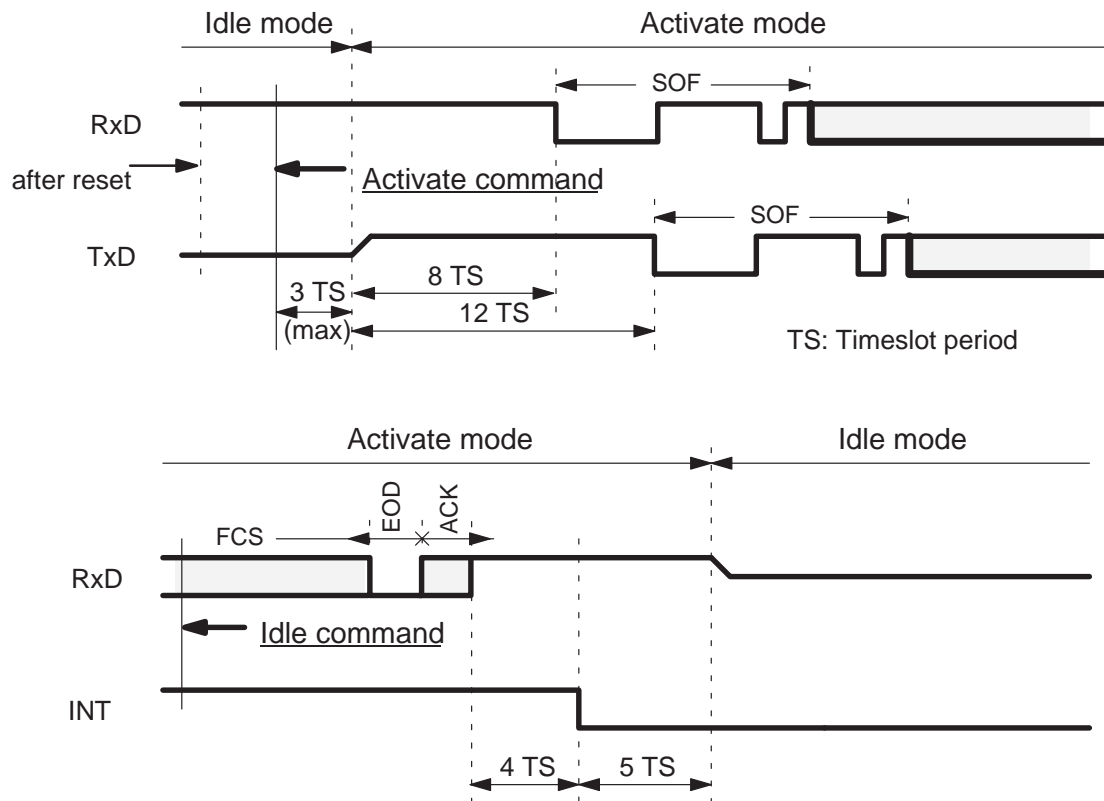 Idle mode
Activate mode
SOF
RxD
after reset
Activate command
SOF
TxD
8 TS
3 TS
(max)
12 TS
TS: Timeslot period
Activate mode
Idle mode
EOD
ACK
FCS
RxD
Idle command
INT
4 TS
5 TS